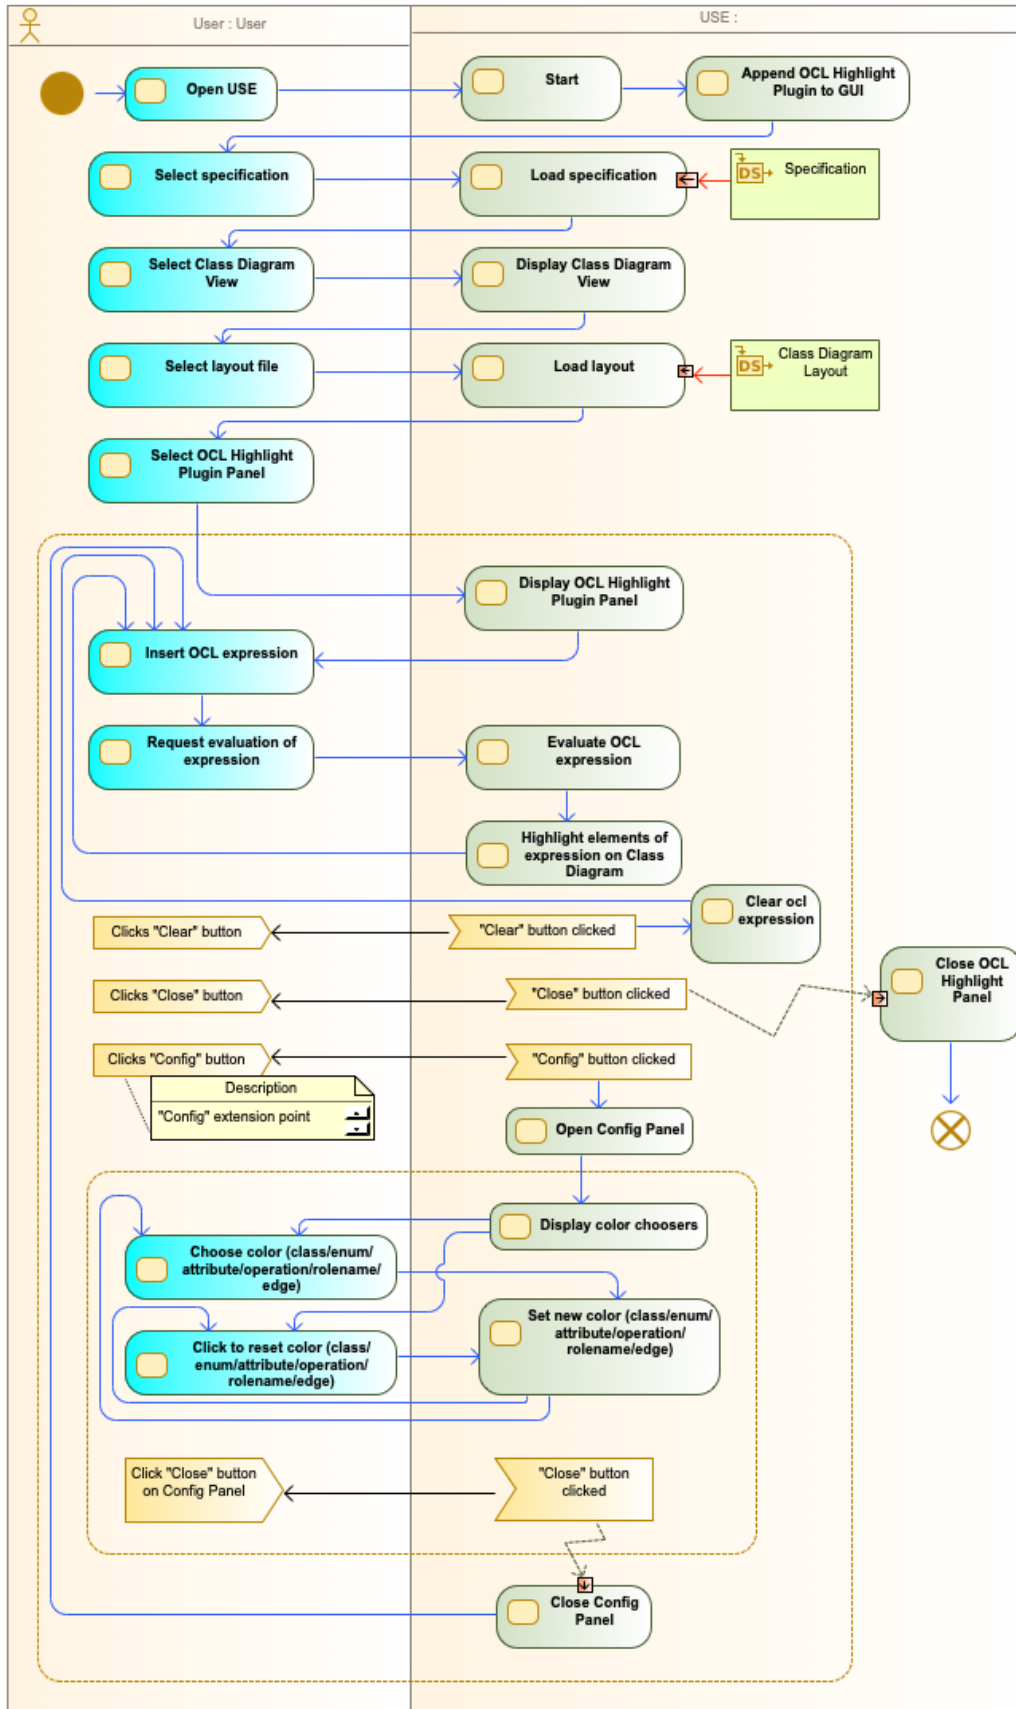 User : User
USE :
Open USE
Start
Append OCL Highlight
Plugin to GUI
Select specification
Load specification
DS
Specification
Select Class Diagram
View
Display Class Diagram
View
Select layout file
Load layout
DS
Class Diagram
Layout
Select OCL Highlight
Plugin Panel
Display OCL Highlight
Plugin Panel
Insert OCL expression
Request evaluation of
expression
Evaluate OCL
expression
Highlight elements of
expression on Class
Diagram
Clear ocl
expression
Clicks "Clear" button
"Clear" button clicked
Close OCL
Highlight
Panel
Clicks "Close" button
"Close" button clicked
Clicks "Config" button
"Config" button clicked
Description
"Config" extension point
Open Config Panel
Display color choosers
Choose color (class/enum/
attribute/operation/rolename/
edge)
Set new color (class/enum/
attribute/operation/
rolename/edge)
Click to reset color (class/
enum/attribute/operation/
rolename/edge)
Click "Close" button
on Config Panel
"Close" button
clicked
Close Config
Panel